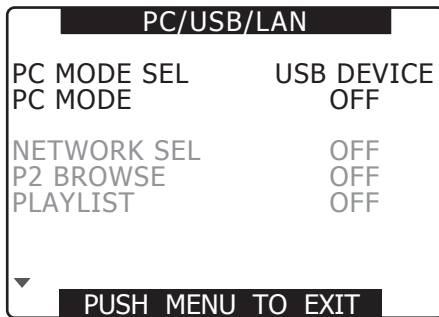 PC/USB/LAN
PC MODE SEL USB DEVICE
PC MODE OFF
NETWORK SEL OFF
P2 BROWSE OFF
PLAYLIST OFF
PUSH MENU TO EXIT